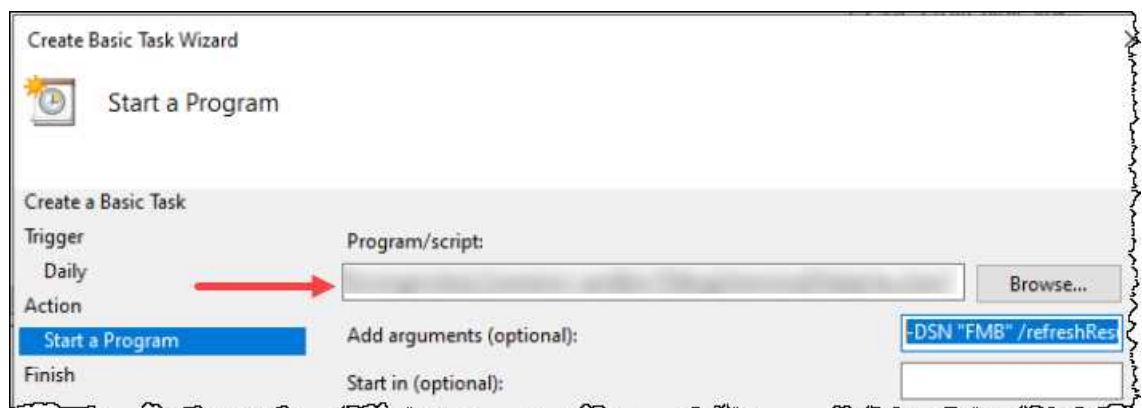 Create Basic Task Wizard
Start a Program
Create a Basic Task
Trigger
Program/script:
Daily
Browse...
Action
Start a Program
Add arguments (optional):
-DSN "FMB" /refreshResu
Finish
Start in (optional):